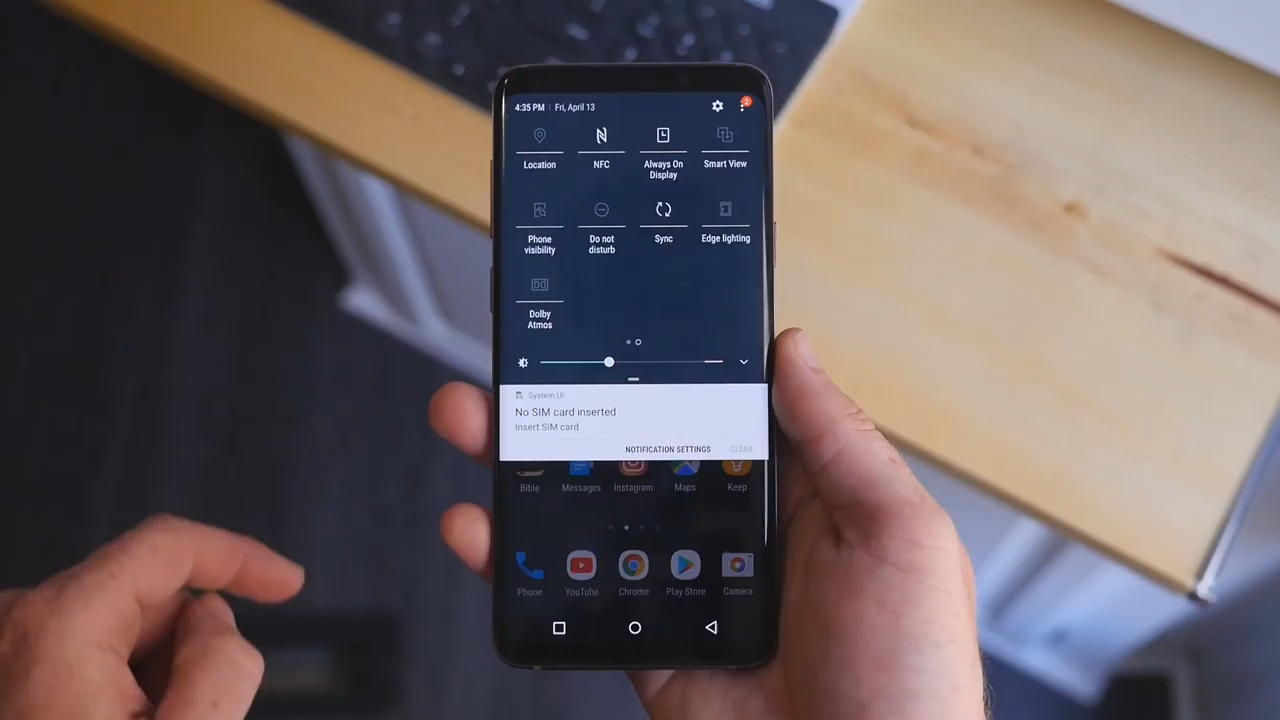 4:35 PM | Fri, April 13
2
Location
NFC
Always On
Display
Smart View
Phone
visibility
Do not
disturb
Sync
Edge lighting
Dolby
Atmos
System UI
No SIM card inserted
Insert SIM card
NOTIFICATION SETTINGS
CLEAR
Bible
Messages
Instagram
Maps
Keep
Phone
YouTube
Chrome
Play Store
Camera